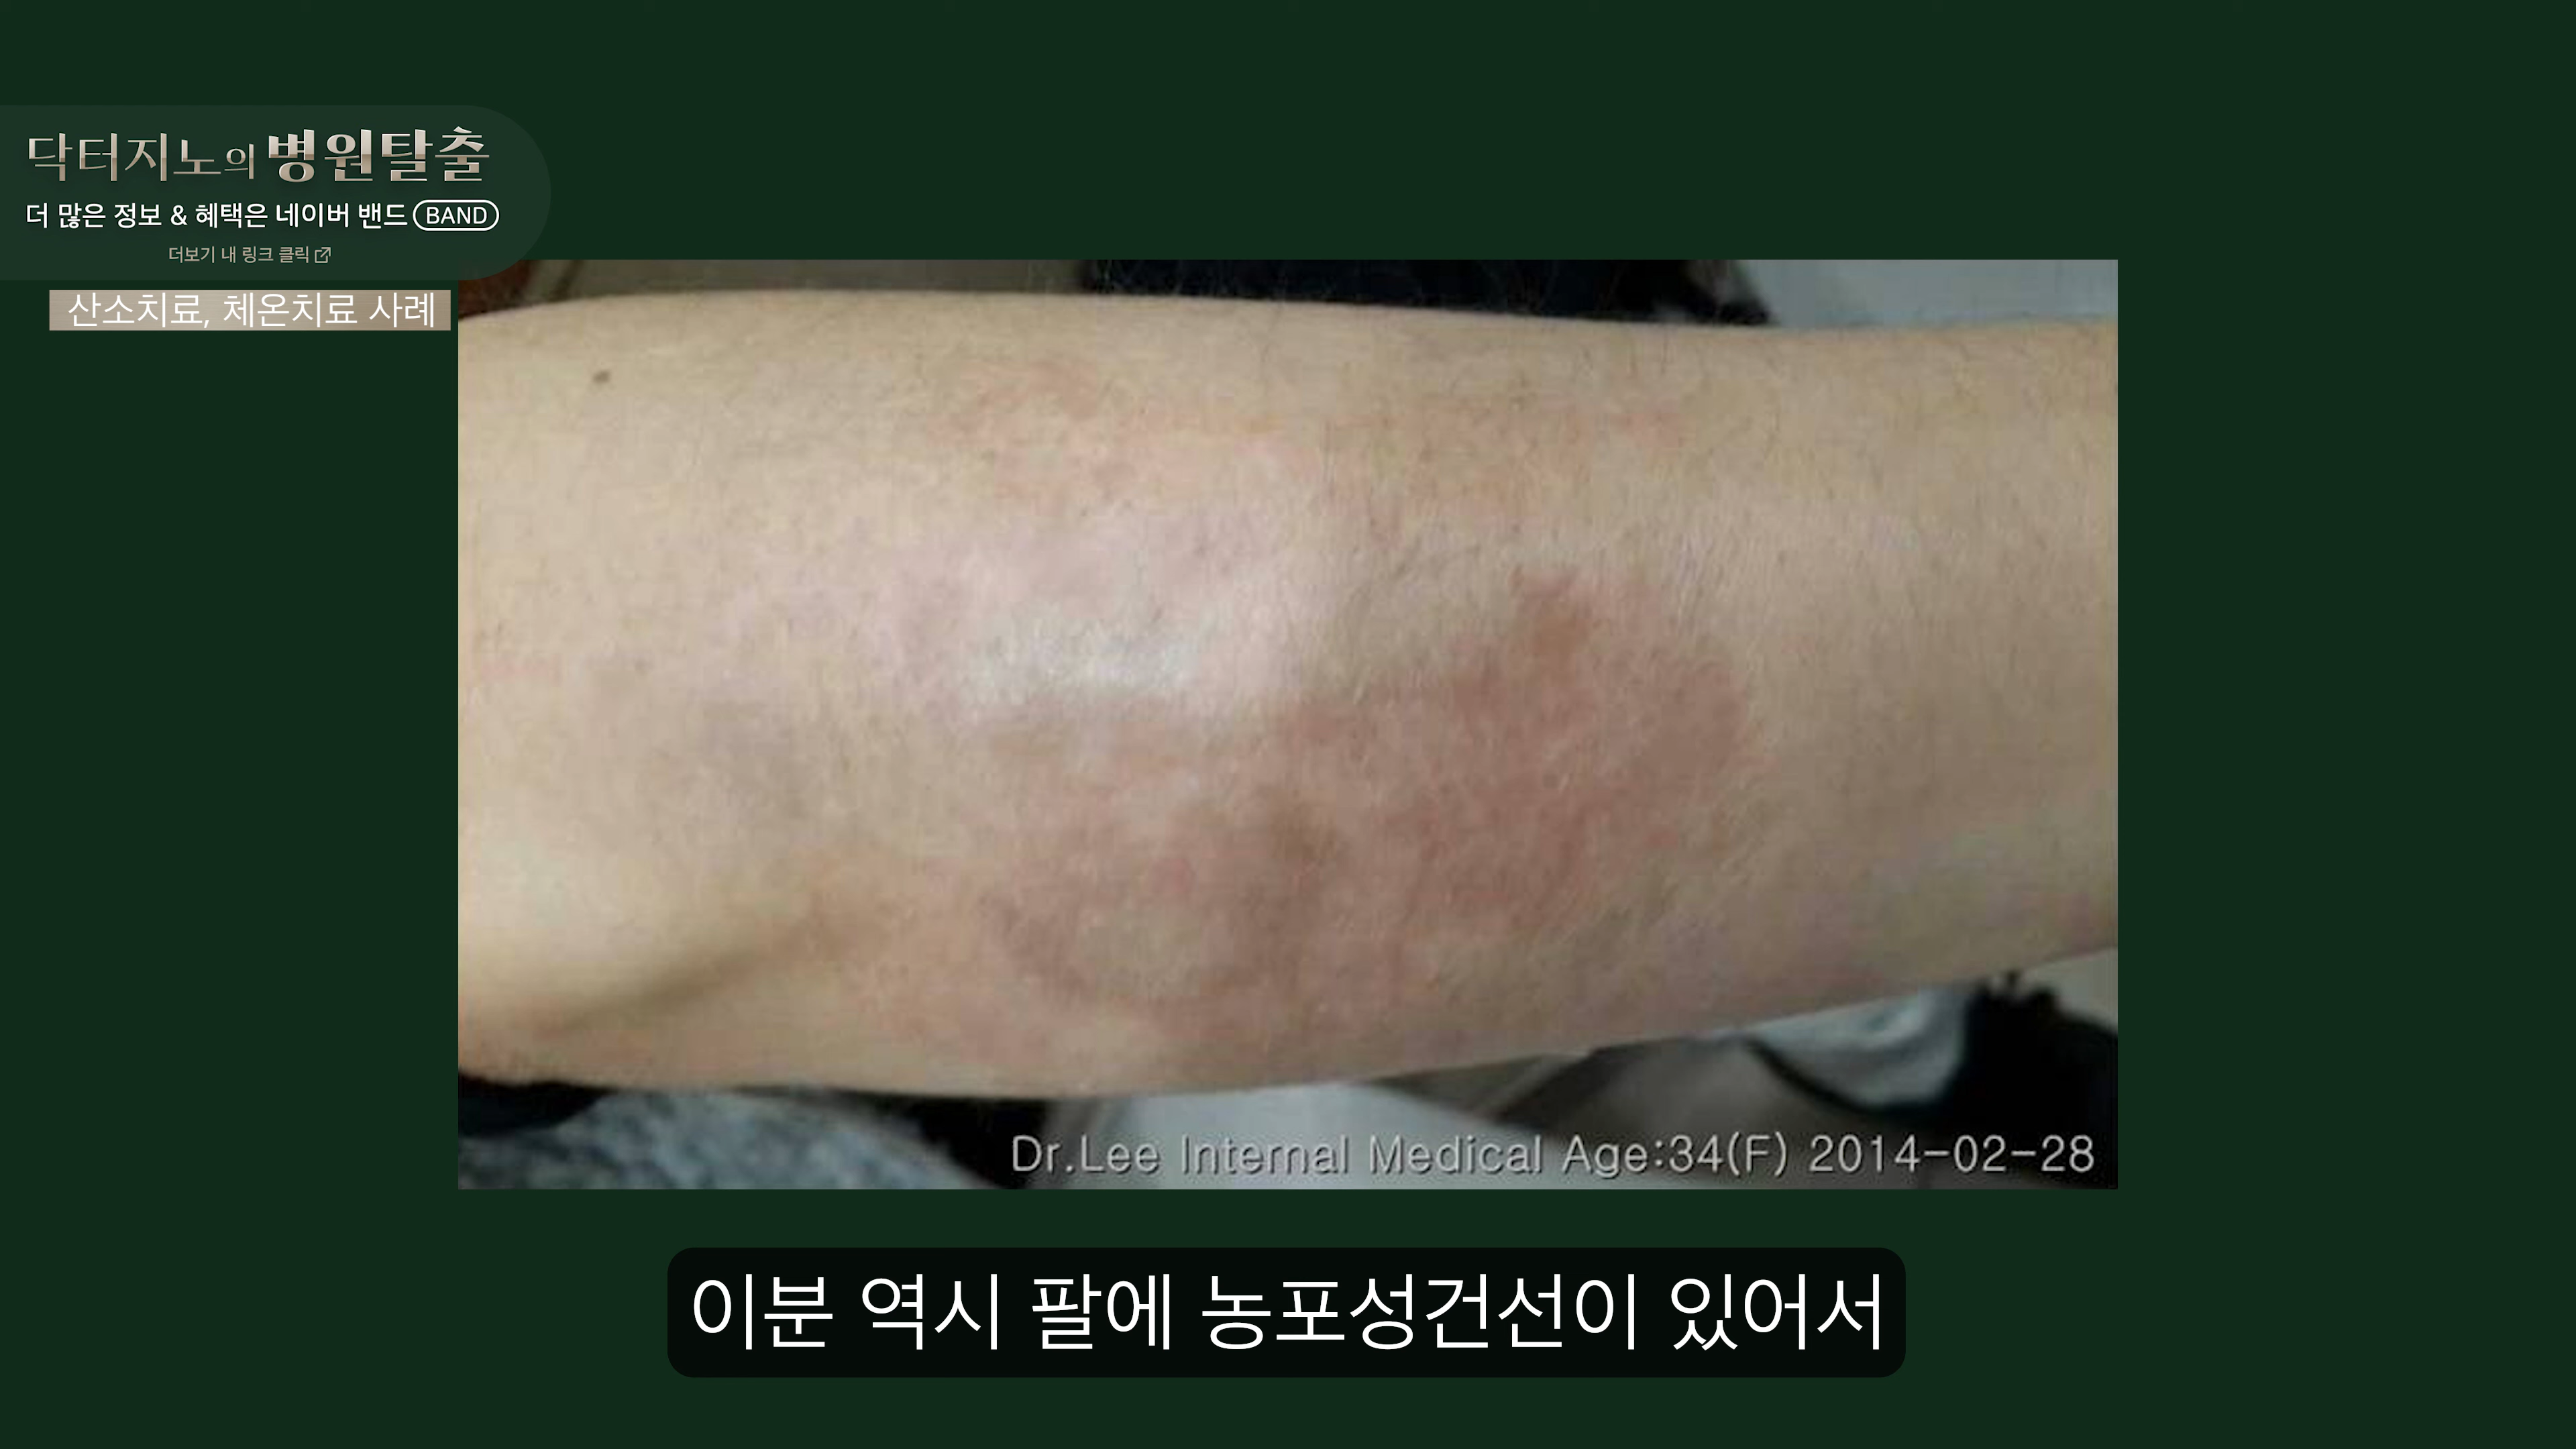 닥터지노의 병원탈출
더 많은 정보 & 혜택은 네이버 밴드 BAND
더보기 내 링크 클릭
산소치료, 체온치료 사례
Dr.Lee Internal Medical Age:34(F) 2014-02-28
이분 역시 팔에 농포성건선이 있어서